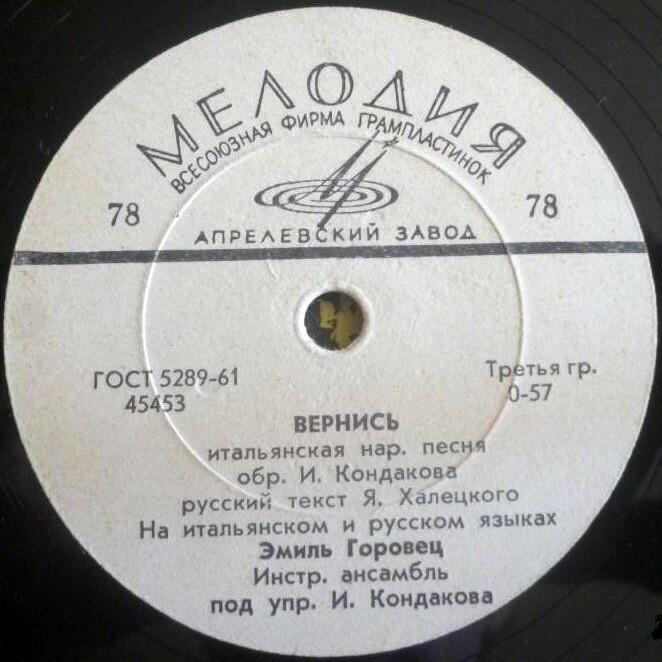 МЕЛОДИЯ
ВСЕСОЮЗНАЯ ФИРМА ГРАМПЛАСТИНОК
78
78
АПРЕЛЕВСКИЙ ЗАВОД
ГОСТ 5289-61
45453
Третья гр.
0-57
ВЕРНИСЬ
итальянская нар. песня
обр. И. Кондакова
русский текст Я. Халецкого
На итальянском и русском языках
Эмиль Горовец
Инстр. ансамбль
под упр. И. Кондакова